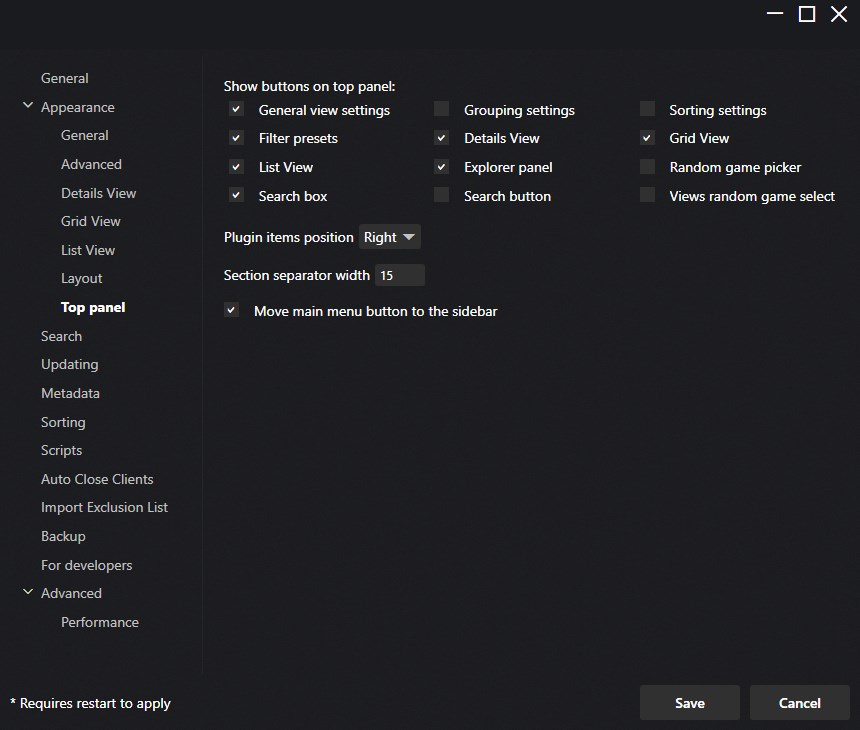 General
Appearance
General
Advanced
Details View
Grid View
List View
Layout
Top panel
Search
Updating
Metadata
Sorting
Scripts
Auto Close Clients
Import Exclusion List
Backup
For developers
Advanced
Performance
Show buttons on top panel:
General view settings Grouping settings Sorting settings
Filter presets Details View Grid View
List View Explorer panel Random game picker
Search box Search button Views random game select
Plugin items position Right
Section separator width 15
Move main menu button to the sidebar
* Requires restart to apply Save Cancel